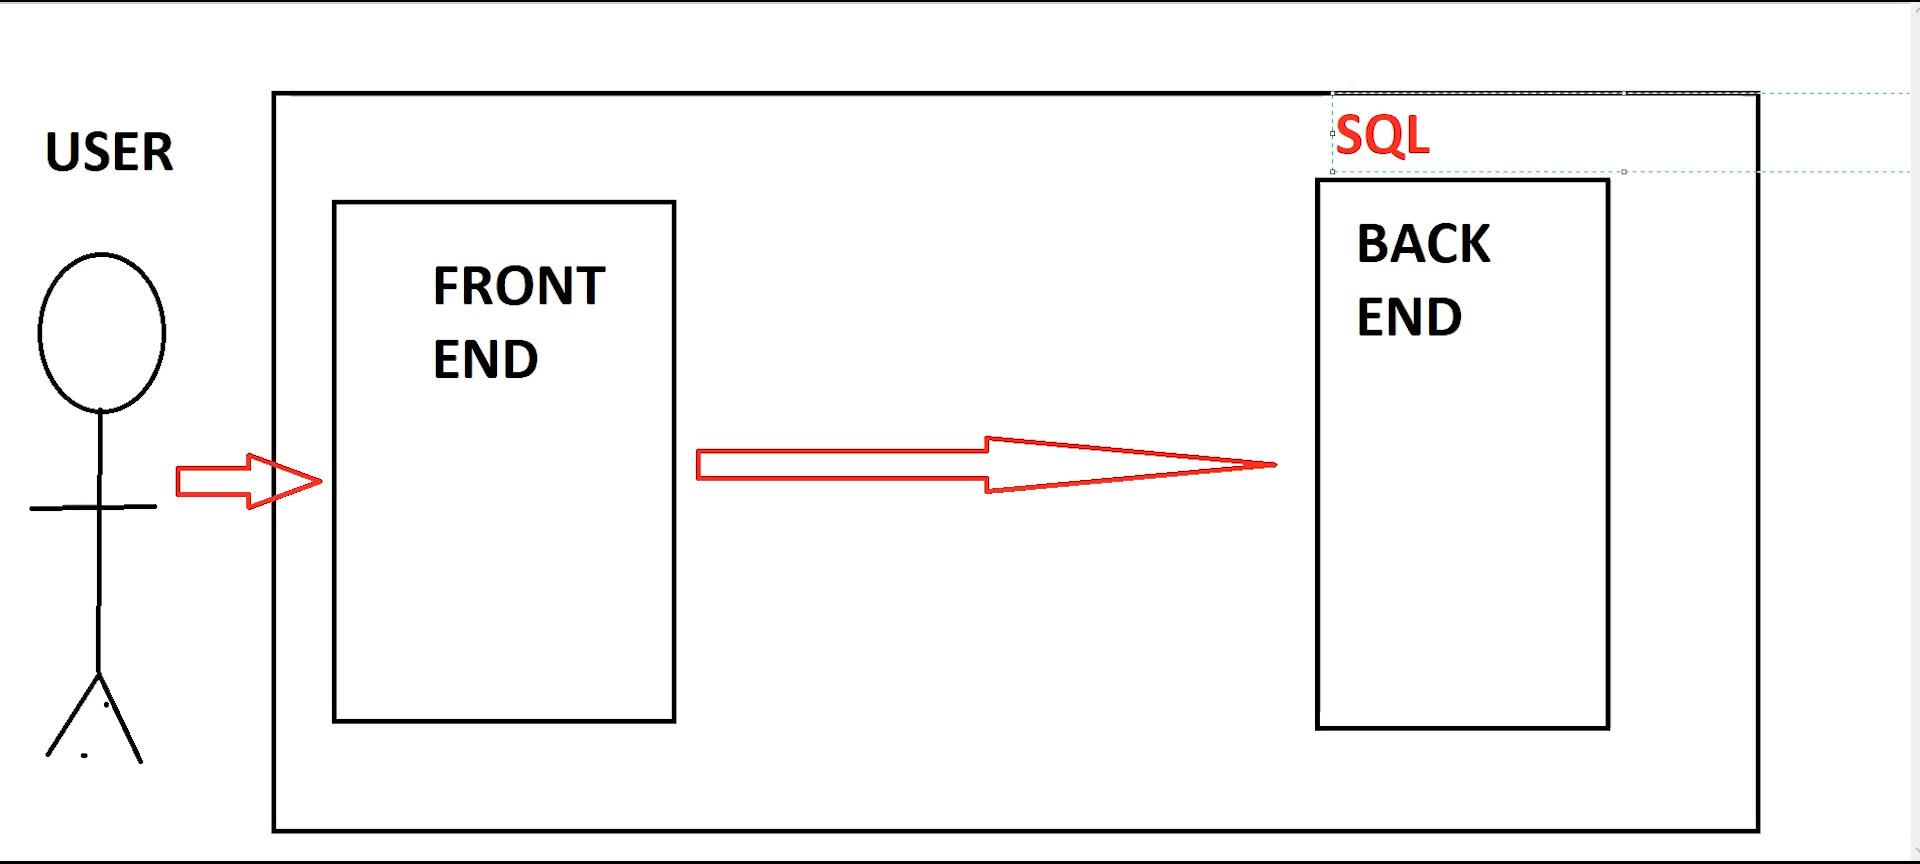 USER
FRONT
END
SQL
BACK
END